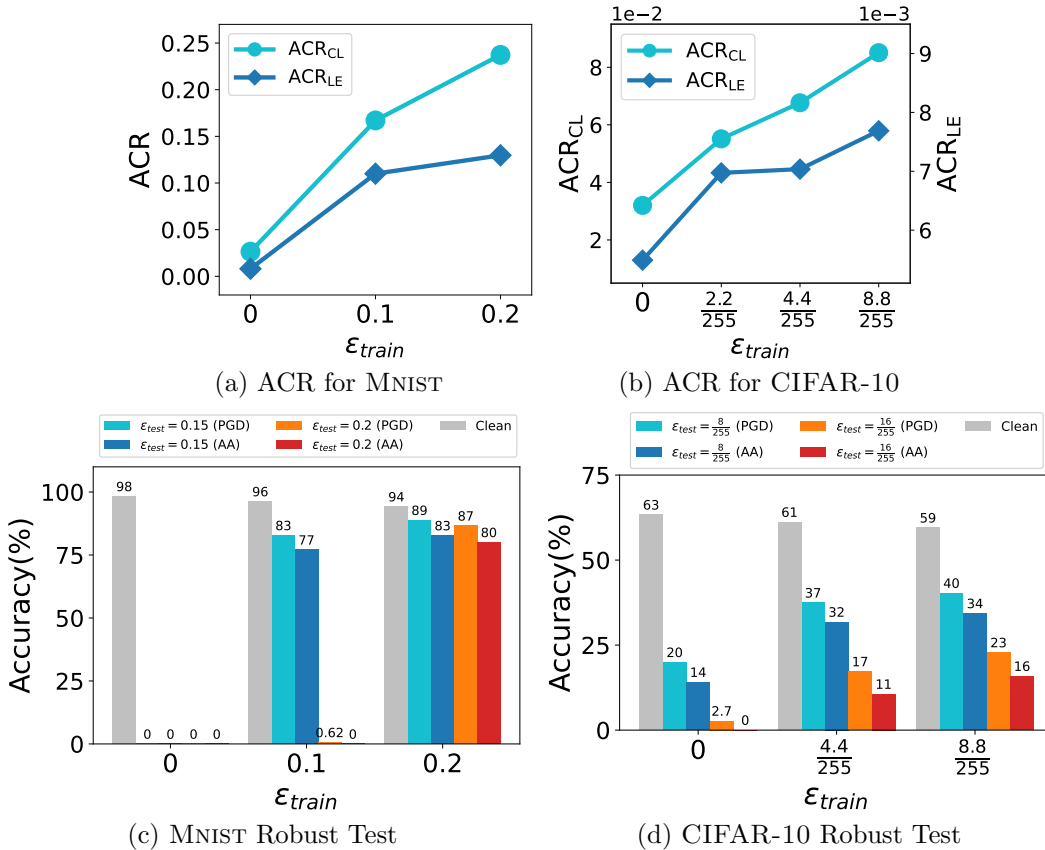 0.25
0.20
0.15
0.10
0.05
0.00
ACR
ACR_CL
ACR_LE
0 0.1 0.2
ε_train
(a) ACR for MNIST
1e−2
1e−3
8
6
4
2
ACR_CL
ACR_CL
ACR_LE
9
8
7
6
ACR_LE
0 2.2/255 4.4/255 8.8/255
ε_train
(b) ACR for CIFAR-10
ε_test = 0.15 (PGD) ε_test = 0.2 (PGD) Clean
ε_test = 0.15 (AA) ε_test = 0.2 (AA)
100
75
50
25
0
Accuracy(%)
98 0 0 0 0
96 83 77 0.62 0
94 89 83 87 80
0 0.1 0.2
ε_train
(c) MNIST Robust Test
ε_test = 8/255 (PGD) ε_test = 16/255 (PGD) Clean
ε_test = 8/255 (AA) ε_test = 16/255 (AA)
75
50
25
0
Accuracy(%)
63 20 14 2.7 0
61 37 32 17 11
59 40 34 23 16
0 4.4/255 8.8/255
ε_train
(d) CIFAR-10 Robust Test